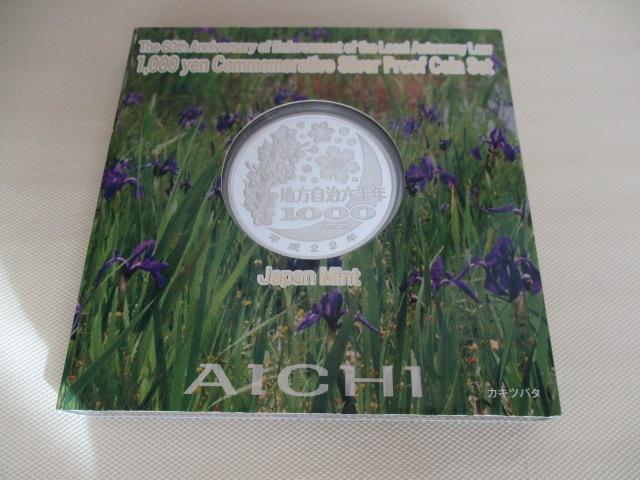 The 60th Anniversary of Enforcement of the Local Autonomy Law
1,000 yen Commemorative Silver Proof Coin Set
地方自治六十年
1000
平成22年
Japan Mint
AICHI
カキツバタ